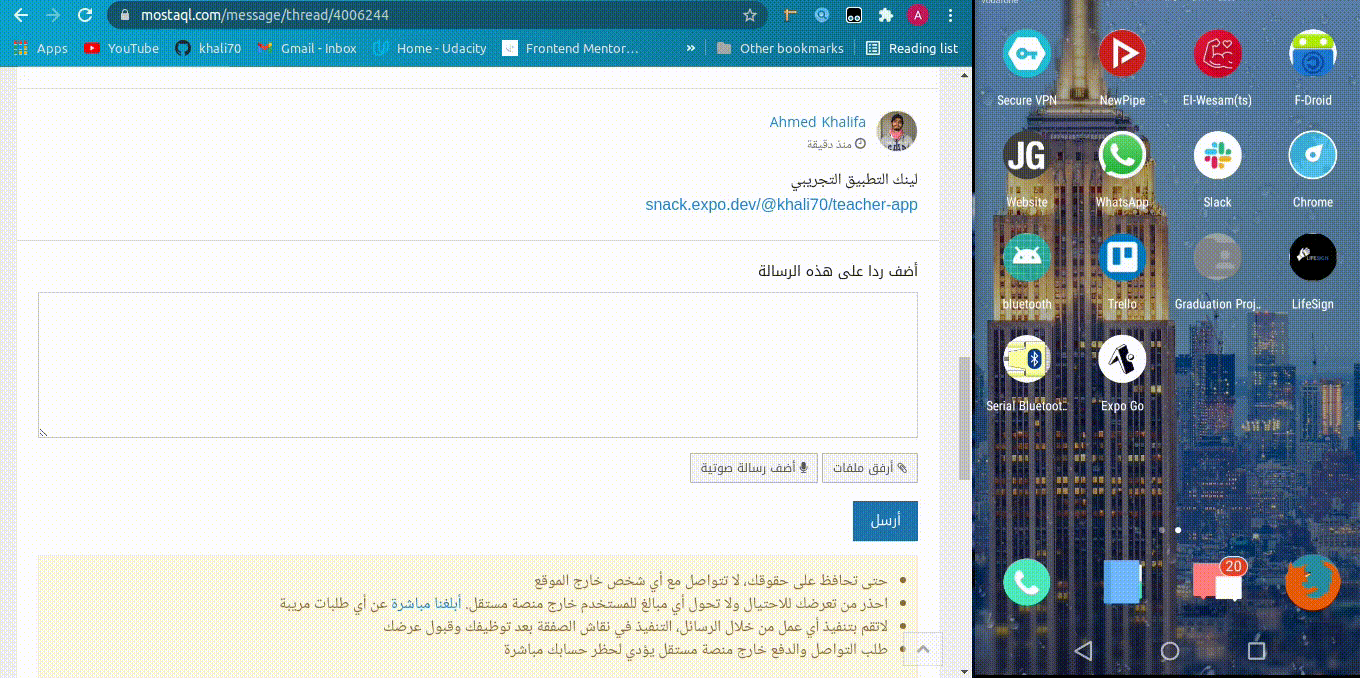 mostaql.com/message/thread/4006244
A
Apps
YouTube
khali70
Gmail - Inbox
Home - Udacity
Frontend Mentor…
»
Other bookmarks
Reading list
Ahmed Khalifa
منذ دقيقة
لينك التطبيق التجريبي
snack.expo.dev/@khali70/teacher-app
أضف ردا على هذه الرسالة
أرفق ملفات
أضف رسالة صوتية
أرسل
حتى تحافظ على حقوقك، لا تتواصل مع أي شخص خارج الموقع
احذر من تعرضك للاحتيال ولا تحول أي مبالغ للمستخدم خارج منصة مستقل. أبلغنا مباشرة عن أي طلبات مريبة
لاتقم بتنفيذ أي عمل من خلال الرسائل، التنفيذ في نقاش الصفقة بعد توظيفك وقبول عرضك
طلب التواصل والدفع خارج منصة مستقل يؤدي لحظر حسابك مباشرة
Secure VPN
NewPipe
El-Wesam(ts)
F-Droid
JG
Website
WhatsApp
Slack
Chrome
bluetooth
Trello
Graduation Proj..
LIFESIGN
LifeSign
Serial Bluetoot..
Expo Go
20